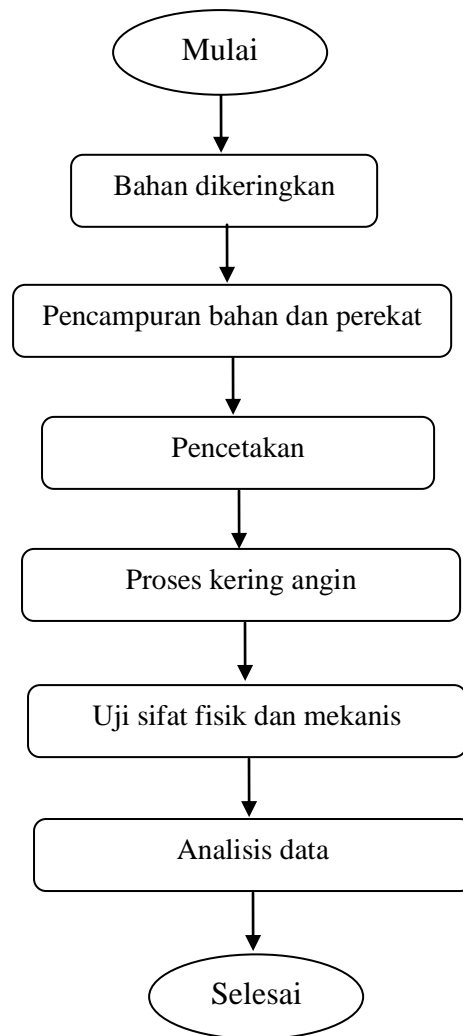 Mulai
Bahan dikeringkan
Pencampuran bahan dan perekat
Pencetakan
Proses kering angin
Uji sifat fisik dan mekanis
Analisis data
Selesai